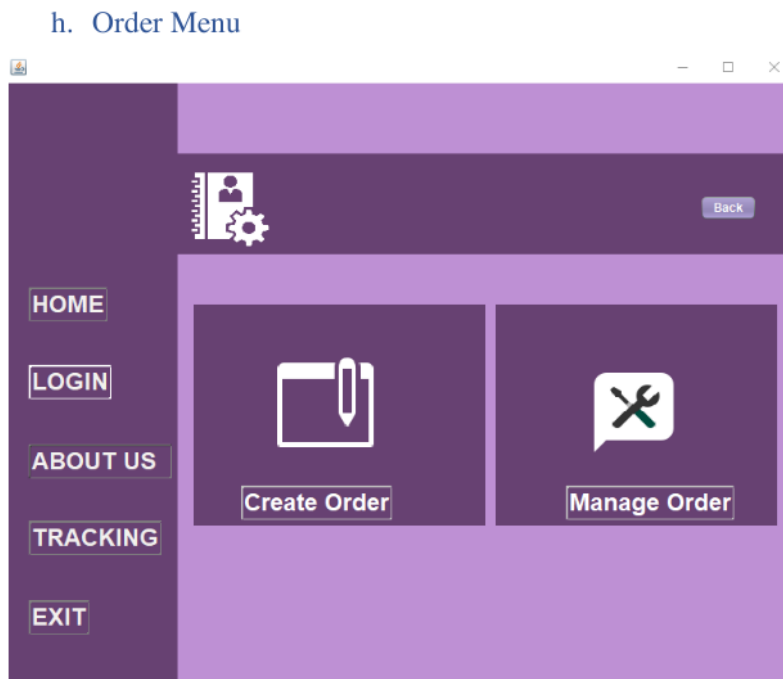 h. Order Menu
Back
HOME
LOGIN
ABOUT US
TRACKING
EXIT
Create Order
Manage Order